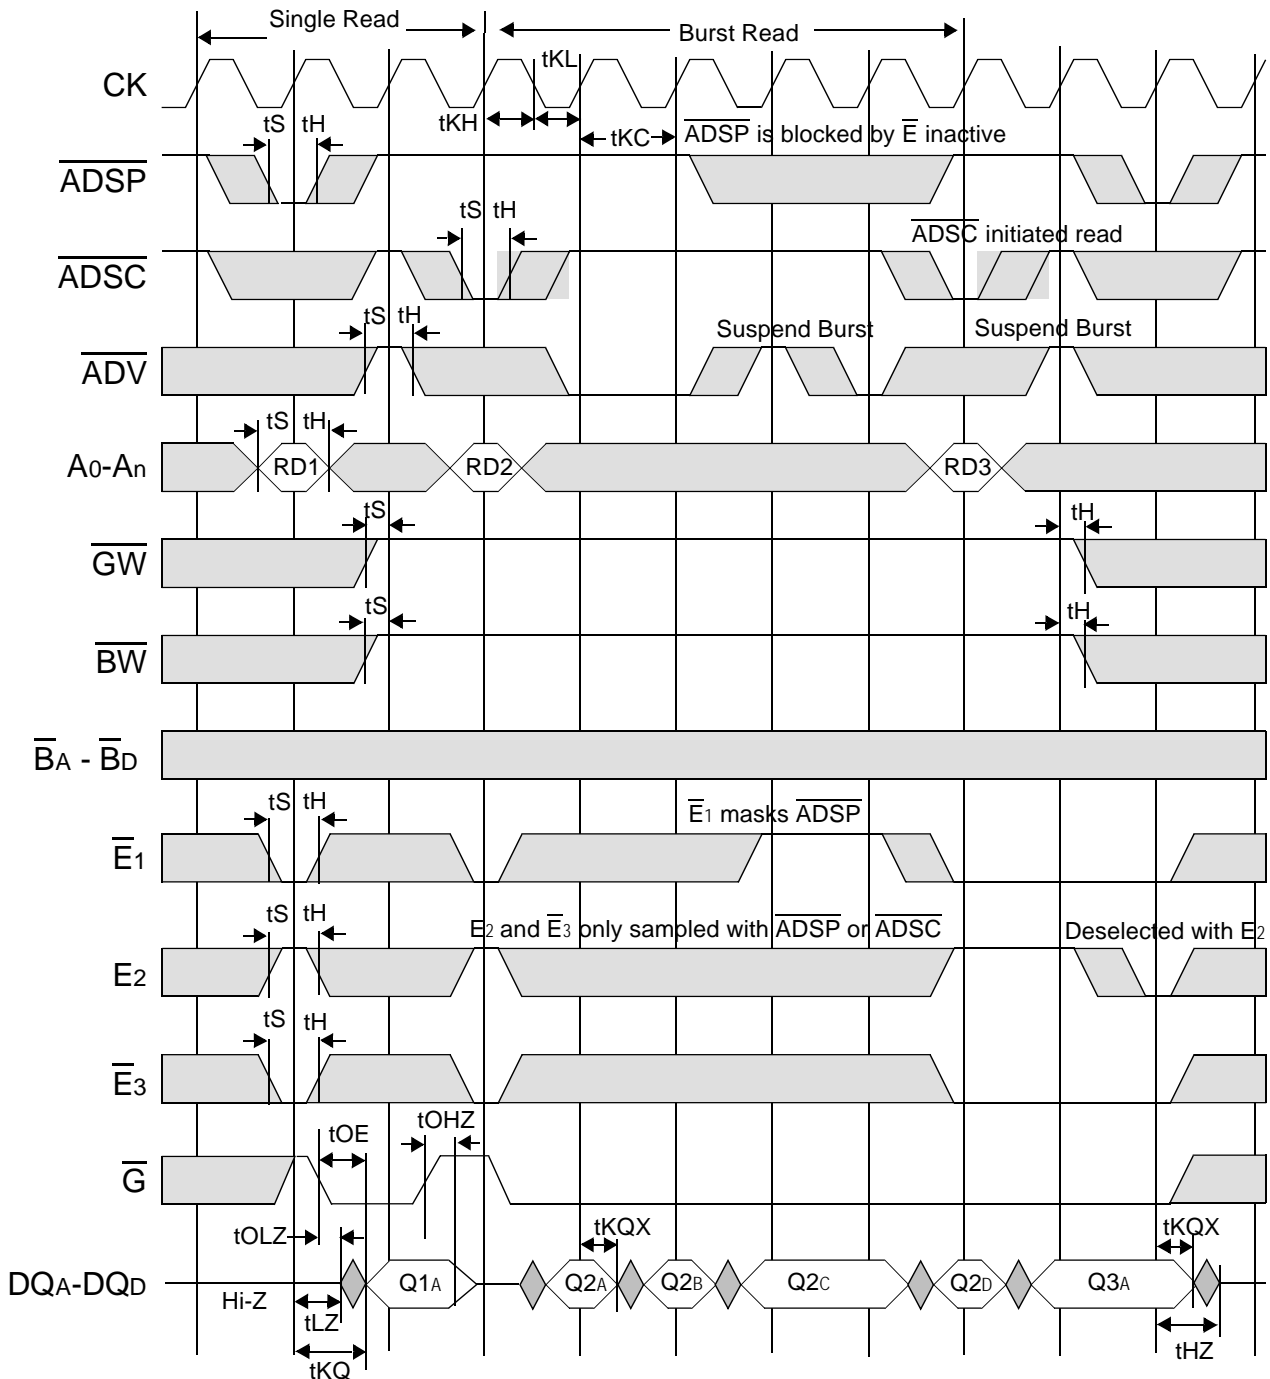 Single Read
Burst Read
CK
tKL
tKH
tKC
tS tH
ADSP is blocked by E inactive
ADSP
tS tH
ADSC initiated read
ADSC
tS tH
Suspend Burst
Suspend Burst
ADV
tS tH
A0-An
RD1
RD2
RD3
tS
tH
GW
tS
tH
BW
BA - BD
tS tH
E1 masks ADSP
E1
tS tH
E2 and E3 only sampled with ADSP or ADSC
Deselected with E2
E2
tS tH
E3
tOE
tOHZ
G
tOLZ
tKQX
tKQX
DQA-DQD
Hi-Z
Q1A
Q2A
Q2B
Q2C
Q2D
Q3A
tLZ
tHZ
tKQ